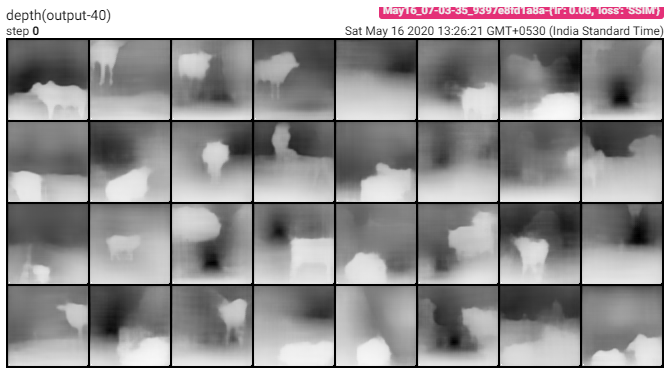 May16_07-03-35_9397e8fd1a8a-{'lr': 0.08, 'loss': 'SSIM'}
depth(output-40)
step 0
Sat May 16 2020 13:26:21 GMT+0530 (India Standard Time)